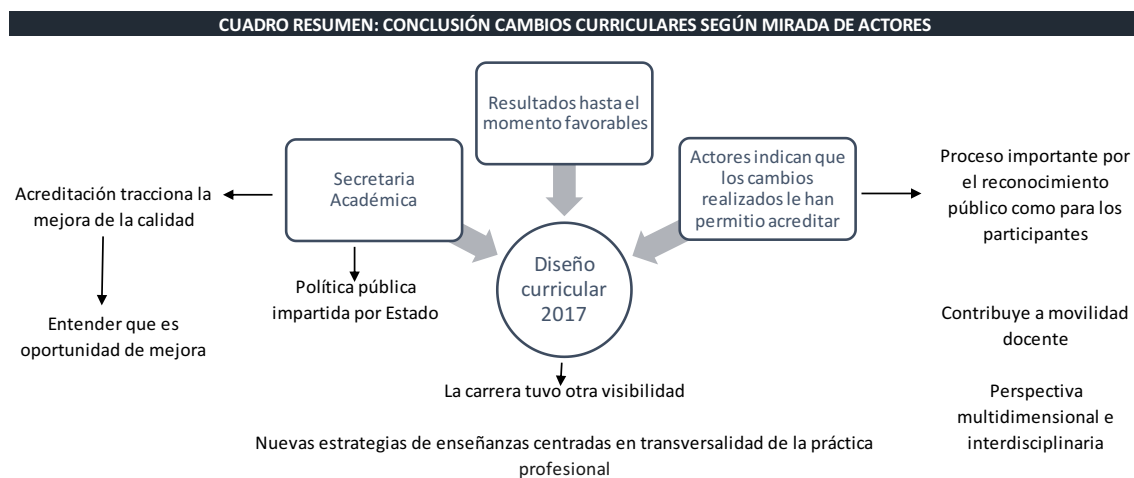 CUADRO RESUMEN: CONCLUSIÓN CAMBIOS CURRICULARES SEGÚN MIRADA DE ACTORES
Resultados hasta el
momento favorables
Secretaria
Académica
Actores indican que
los cambios
realizados le han
permitio acreditar
Proceso importante por
el reconocimiento
público como para los
participantes
Acreditación tracciona la
mejora de la calidad
Diseño
curricular
2017
Política pública
impartida por Estado
Entender que es
oportunidad de mejora
Contribuye a movilidad
docente
La carrera tuvo otra visibilidad
Perspectiva
multidimensional e
interdisciplinaria
Nuevas estrategias de enseñanzas centradas en transversalidad de la práctica
profesional